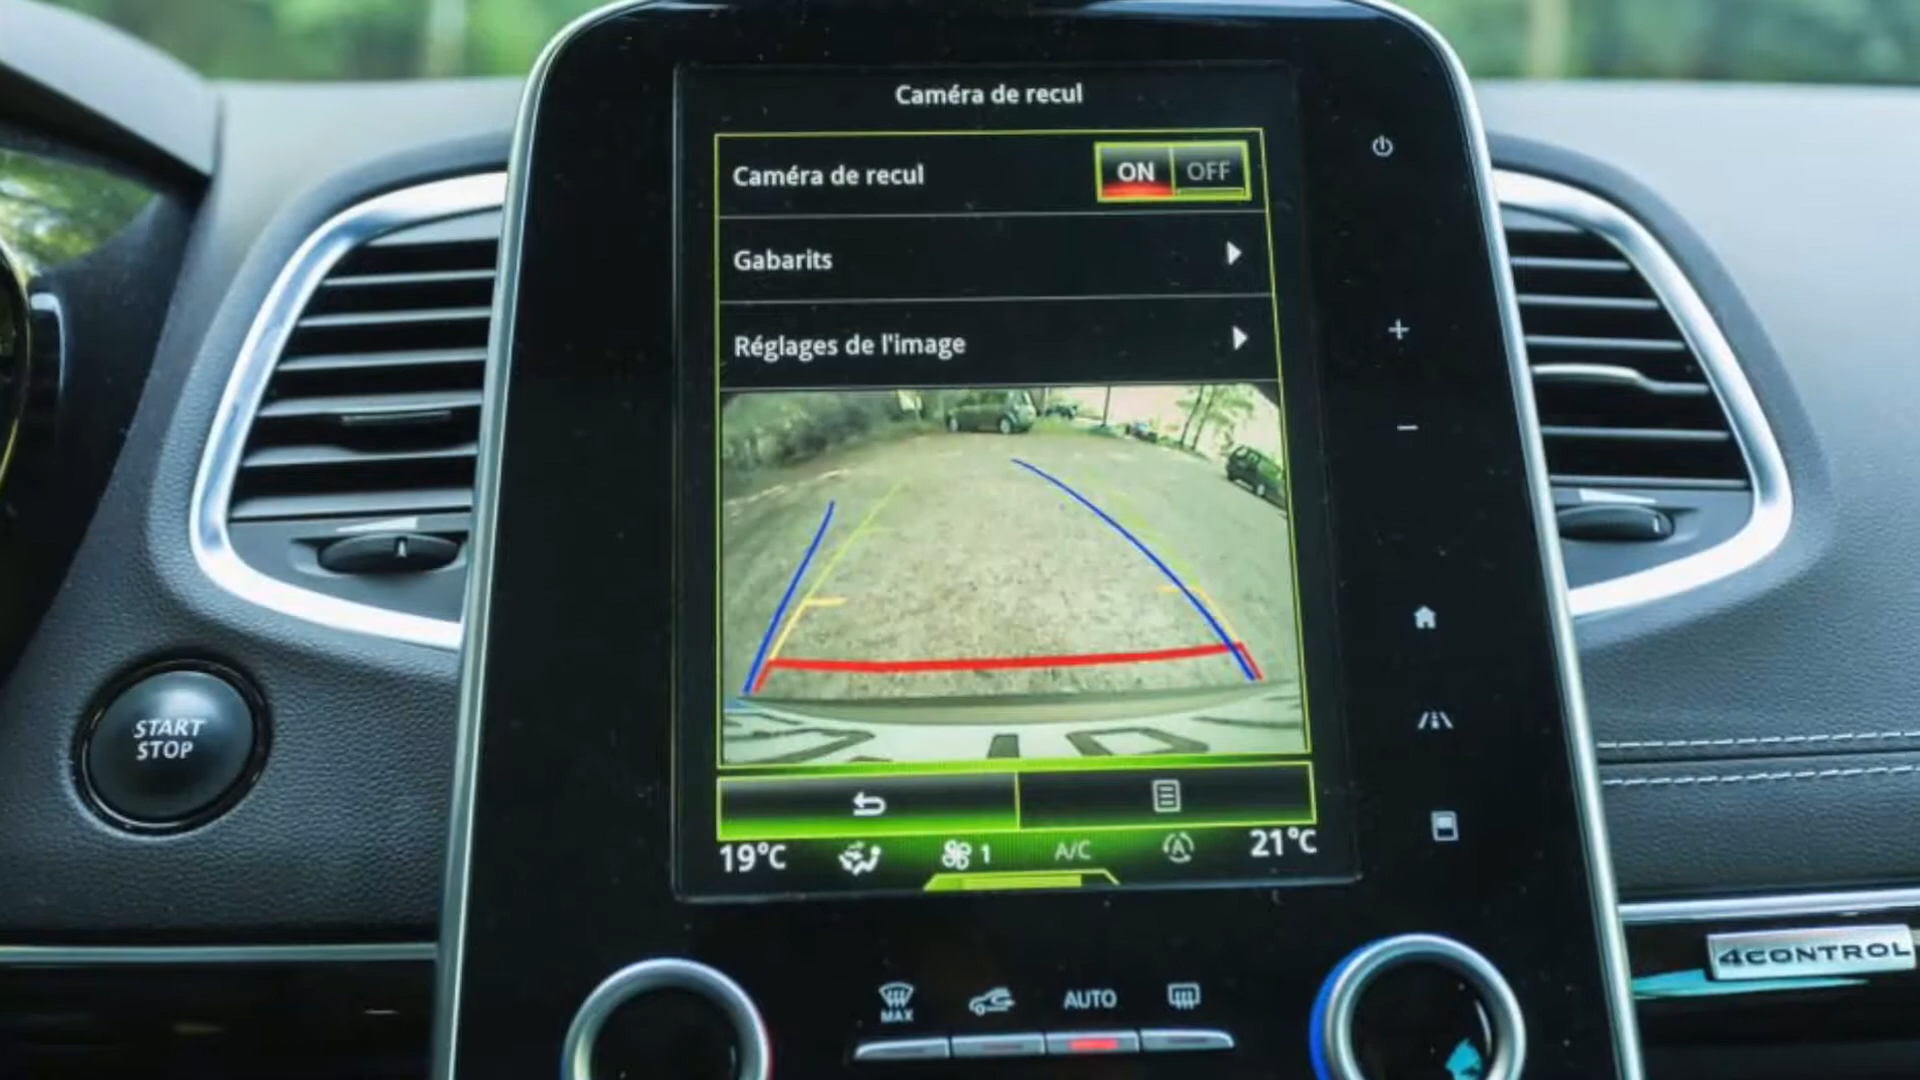 Caméra de recul
Caméra de recul
ON OFF
Gabarits
Réglages de l'image
START
STOP
19°C
1
A/C
A
21°C
4CONTROL
MAX
AUTO